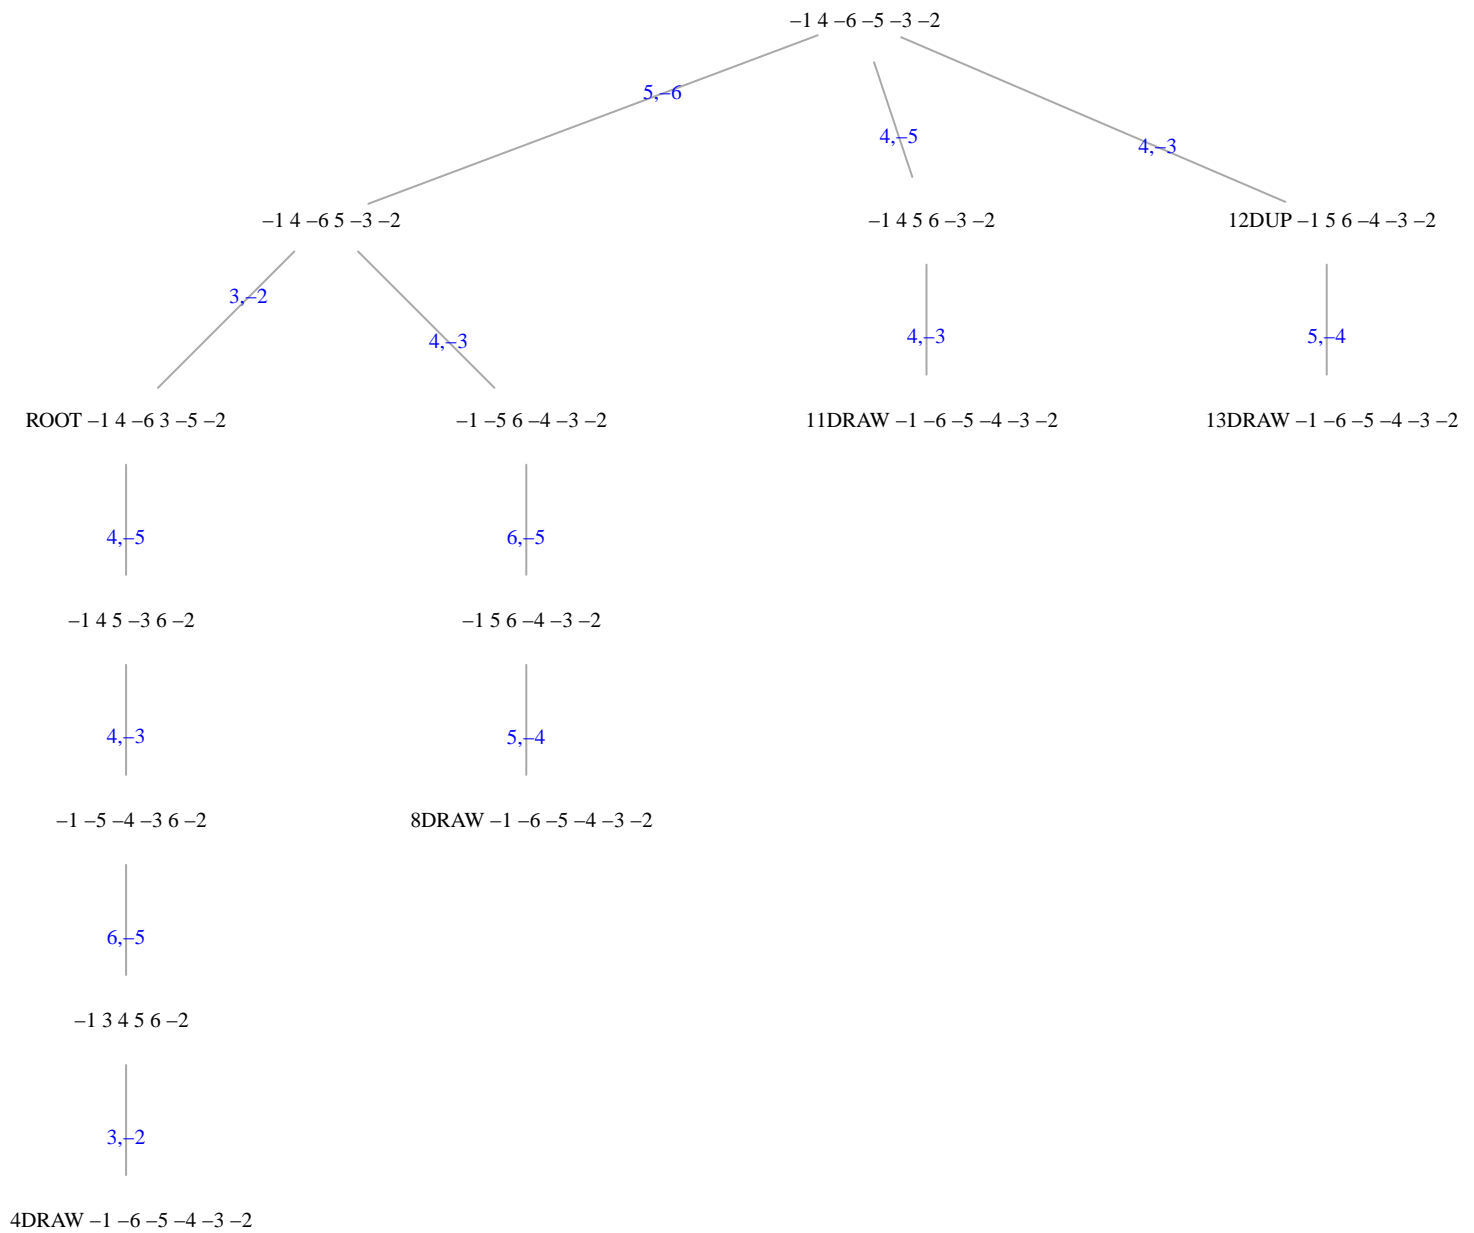 –1 4 –6 –5 –3 –2
5,–6
4,–5
4,–3
–1 4 –6 5 –3 –2
–1 4 5 6 –3 –2
12DUP –1 5 6 –4 –3 –2
3,–2
4,–3
4,–3
5,–4
ROOT –1 4 –6 3 –5 –2
–1 –5 6 –4 –3 –2
11DRAW –1 –6 –5 –4 –3 –2
13DRAW –1 –6 –5 –4 –3 –2
4,–5
6,–5
–1 4 5 –3 6 –2
–1 5 6 –4 –3 –2
4,–3
5,–4
–1 –5 –4 –3 6 –2
8DRAW –1 –6 –5 –4 –3 –2
6,–5
–1 3 4 5 6 –2
3,–2
4DRAW –1 –6 –5 –4 –3 –2